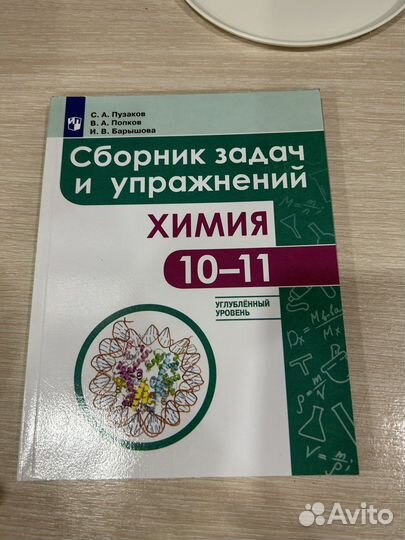 С. А. Пузаков
В. А. Попков
И. В. Барышова
Сборник задач
и упражнений
ХИМИЯ
10–11
УГЛУБЛЁННЫЙ
УРОВЕНЬ
Avito